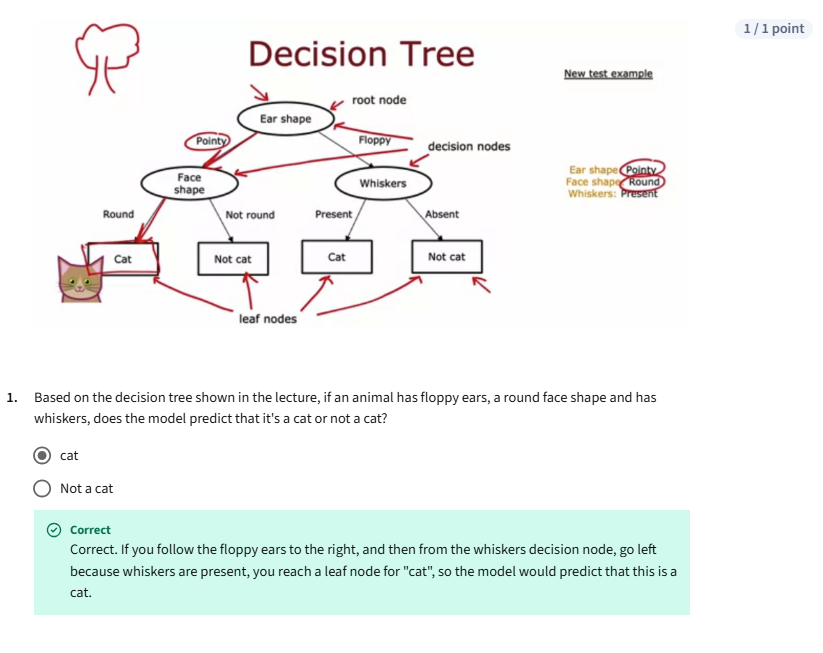 1 / 1 point
Decision Tree
New test example
root node
Ear shape
Pointy
Floppy
decision nodes
Face
shape
Whiskers
Ear shape: Pointy
Face shape: Round
Whiskers: Present
Round
Not round
Present
Absent
Cat
Not cat
Cat
Not cat
leaf nodes
1. Based on the decision tree shown in the lecture, if an animal has floppy ears, a round face shape and has
whiskers, does the model predict that it's a cat or not a cat?
cat
Not a cat
Correct
Correct. If you follow the floppy ears to the right, and then from the whiskers decision node, go left
because whiskers are present, you reach a leaf node for "cat", so the model would predict that this is a
cat.